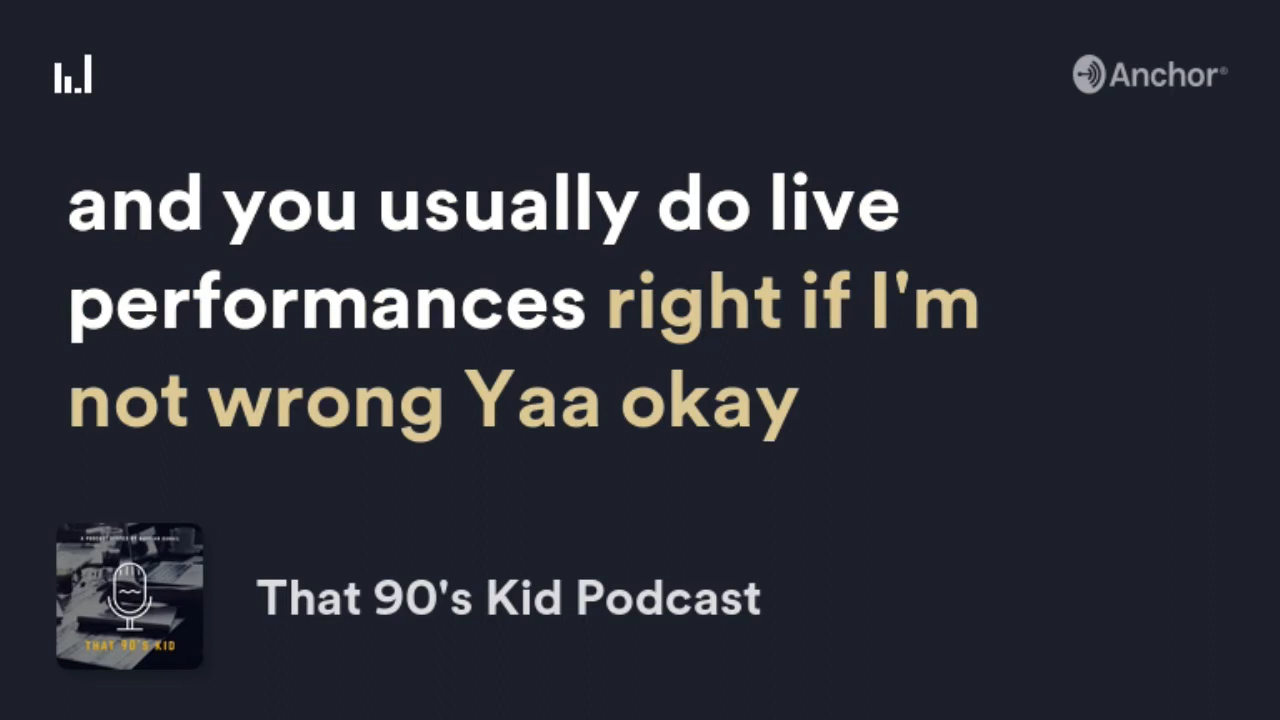 Anchor®
and you usually do live
performances right if I'm
not wrong Yaa okay
THAT 90'S KID
That 90's Kid Podcast